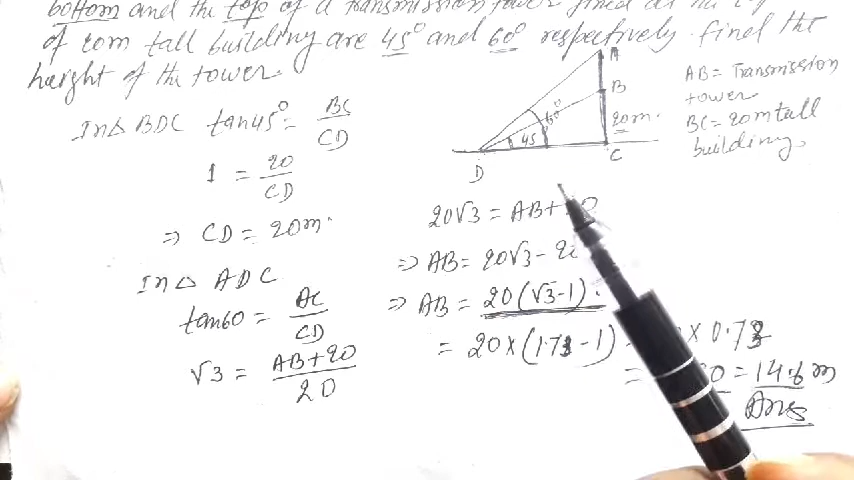 bottom and the top of a transmission tower fixed at the
of 20m tall building are 45° and 60° respectively. find the
height of the tower.
A
B
60°
20m.
45
D
C
AB = Transmission
tower
BC = 20m tall
building.
In △ BDC tan45° = BC/CD
1 = 20/CD
⇒ CD = 20m.
In △ ADC
tan60 = AC/CD
√3 = AB+20/20
20√3 = AB+20
⇒ AB = 20√3 - 20
⇒ AB = 20(√3-1).
= 20×(1.73-1)
× 0.73
= = 14.6m
Ans